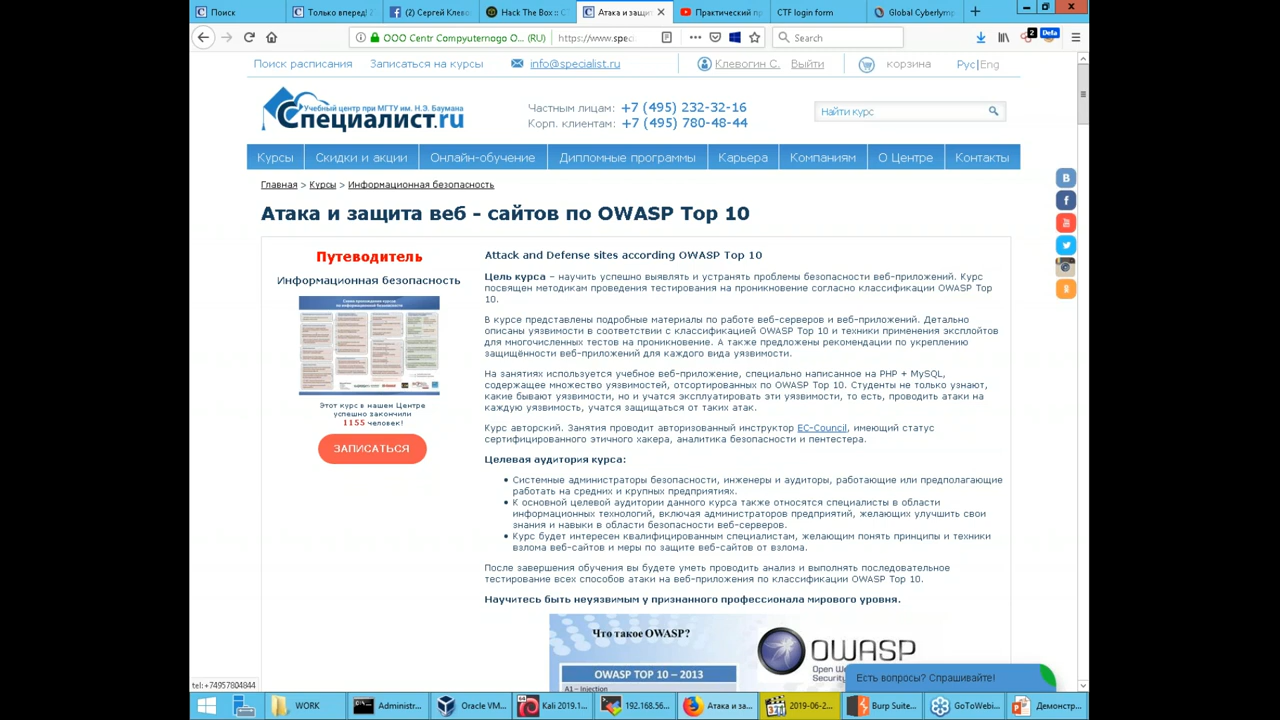 Поиск
Только вперед! 2
(2) Сергей Клево
Hack The Box :: C
Атака и защит
Практический пр
CTF login form
Global Cyberlymp
ООО Centr Compyuternogo O... (RU)
https://www.spec
Search
2
Defa
Поиск расписания
Записаться на курсы
info@specialist.ru
Клевогин С.
Выйти
корзина
Рус|Eng
Учебный центр при МГТУ им. Н.Э. Баумана
Специалист.ru
Частным лицам: +7 (495) 232-32-16
Корп. клиентам: +7 (495) 780-48-44
Найти курс
Курсы
Скидки и акции
Онлайн-обучение
Дипломные программы
Карьера
Компаниям
О Центре
Контакты
Главная > Курсы > Информационная безопасность
Атака и защита веб - сайтов по OWASP Top 10
Путеводитель
Информационная безопасность
Этот курс в нашем Центре
успешно закончили
1155 человек!
ЗАПИСАТЬСЯ
Attack and Defense sites according OWASP Top 10
Цель курса – научить успешно выявлять и устранять проблемы безопасности веб-приложений. Курс
посвящен методикам проведения тестирования на проникновение согласно классификации OWASP Top
10.
В курсе представлены подробные материалы по работе веб-серверов и веб-приложений. Детально
описаны уязвимости в соответствии с классификацией OWASP Top 10 и техники применения эксплойтов
для многочисленных тестов на проникновение. А также предложены рекомендации по укреплению
защищённости веб-приложений для каждого вида уязвимости.
На занятиях используется учебное веб-приложение, специально написанное на PHP + MySQL,
содержащее множество уязвимостей, отсортированных по OWASP Top 10. Студенты не только узнают,
какие бывают уязвимости, но и учатся эксплуатировать эти уязвимости, то есть, проводить атаки на
каждую уязвимость, учатся защищаться от таких атак.
Курс авторский. Занятия проводит авторизованный инструктор EC-Council, имеющий статус
сертифицированного этичного хакера, аналитика безопасности и пентестера.
Целевая аудитория курса:
Системные администраторы безопасности, инженеры и аудиторы, работающие или предполагающие
работать на средних и крупных предприятиях.
К основной целевой аудитории данного курса также относятся специалисты в области
информационных технологий, включая администраторов предприятий, желающих улучшить свои
знания и навыки в области безопасности веб-серверов.
Курс будет интересен квалифицированным специалистам, желающим понять принципы и техники
взлома веб-сайтов и меры по защите веб-сайтов от взлома.
После завершения обучения вы будете уметь проводить анализ и выполнять последовательное
тестирование всех способов атаки на веб-приложения по классификации OWASP Top 10.
Научитесь быть неуязвимым у признанного профессионала мирового уровня.
Что такое OWASP?
OWASP TOP 10 – 2013
A1 – Injection
OWASP
Open We
Security
Есть вопросы? Спрашивайте!
tel:+74957804844
WORK
Administr...
Oracle VM...
Kali 2019.1...
192.168.56...
Атака и за...
2019-06-2...
Burp Suite...
GoToWebi...
Демонстр...